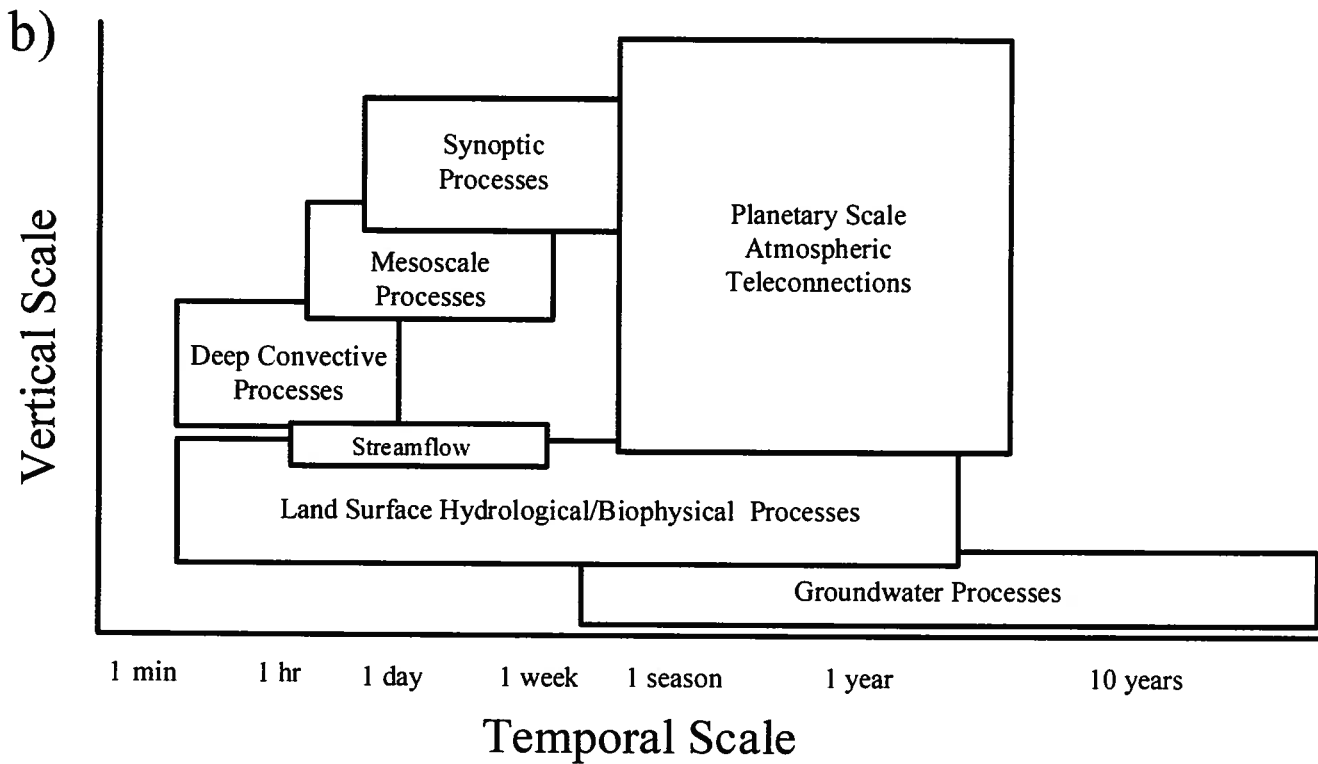 b)
Vertical Scale
Synoptic
Processes
Planetary Scale
Atmospheric
Teleconnections
Mesoscale
Processes
Deep Convective
Processes
Streamflow
Land Surface Hydrological/Biophysical Processes
Groundwater Processes
1 min 1 hr 1 day 1 week 1 season 1 year 10 years
Temporal Scale